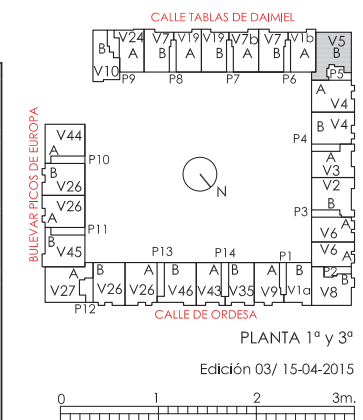 CALLE TABLAS DE DAIMIEL
B V24 V7 V19 V19 V7b V7 V1b V5
A B A B A B A B
V10 P9 P8 P7 P6 P5
A
V4
B V4
P4
A
V3
V2
B
P3
V6 A
V6
P2 A
B
V8
BULEVAR PICOS DE EUROPA
V44
A
P10
B
V26
V26
A
P11
B
V45
A
V27
P12
N
P13 P14 P1
B A B A B A B
V26 V26 V46 V43 V35 V9 V1a
CALLE DE ORDESA
PLANTA 1ª y 3ª
Edición 03/ 15-04-2015
0 1 2 3m.